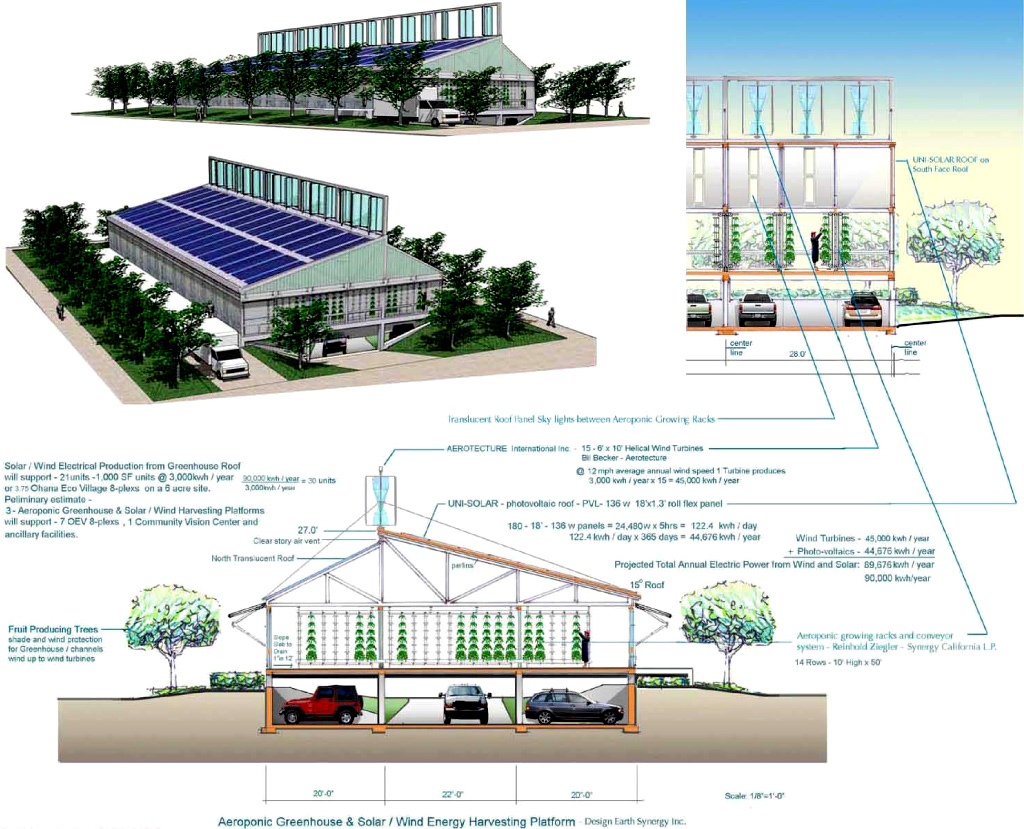 UNI-SOLAR ROOF on
South Face Roof
center
line
28.0'
center
line
Translucent Roof Panel Sky lights between Aeroponic Growing Racks
AEROTECTURE International Inc. - 15 - 6' x 10' Helical Wind Turbines
Bil Becker - Aerotecture
@ 12 mph average annual wind speed 1 Turbine produces
3,000 kwh / year x 15 = 45,000 kwh / year
Solar / Wind Electrical Production from Greenhouse Roof
will support - 21units -1,000 SF units @ 3,000kwh / year
or 3.75 Ohana Eco Village 8-plexs on a 6 acre site.
Peliminary estimate -
3 - Aeroponic Greenhouse & Solar / Wind Harvesting Platforms
will support - 7 OEV 8-plexs , 1 Community Vision Center and
ancillary facilities.
90,000 kwh / year
3,000kwh / year
= 30 units
UNI-SOLAR - photovoltaic roof - PVL- 136 w 18'x1.3' roll flex panel
180 - 18' - 136 w panels = 24,480w x 5hrs = 122.4 kwh / day
122.4 kwh / day x 365 days = 44,676 kwh / year
Wind Turbines - 45,000 kwh / year
+ Photo-voltaics - 44,676 kwh / year
Projected Total Annual Electric Power from Wind and Solar: 89,676 kwh / year
90,000 kwh/year
27.0'
Clear story air vent
North Translucent Roof
perlins
15° Roof
Fruit Producing Trees
shade and wind protection
for Greenhouse / channels
wind up to wind turbines
Slope
Slab to
Drain
1" in 12'
Aeroponic growing racks and conveyor
system - Reinhold Ziegler - Synergy California L.P.
14 Rows - 10' High x 50'
20'-0"
22'-0"
20'-0"
Scale: 1/8"=1'-0"
Aeroponic Greenhouse & Solar / Wind Energy Harvesting Platform - Design Earth Synergy Inc.